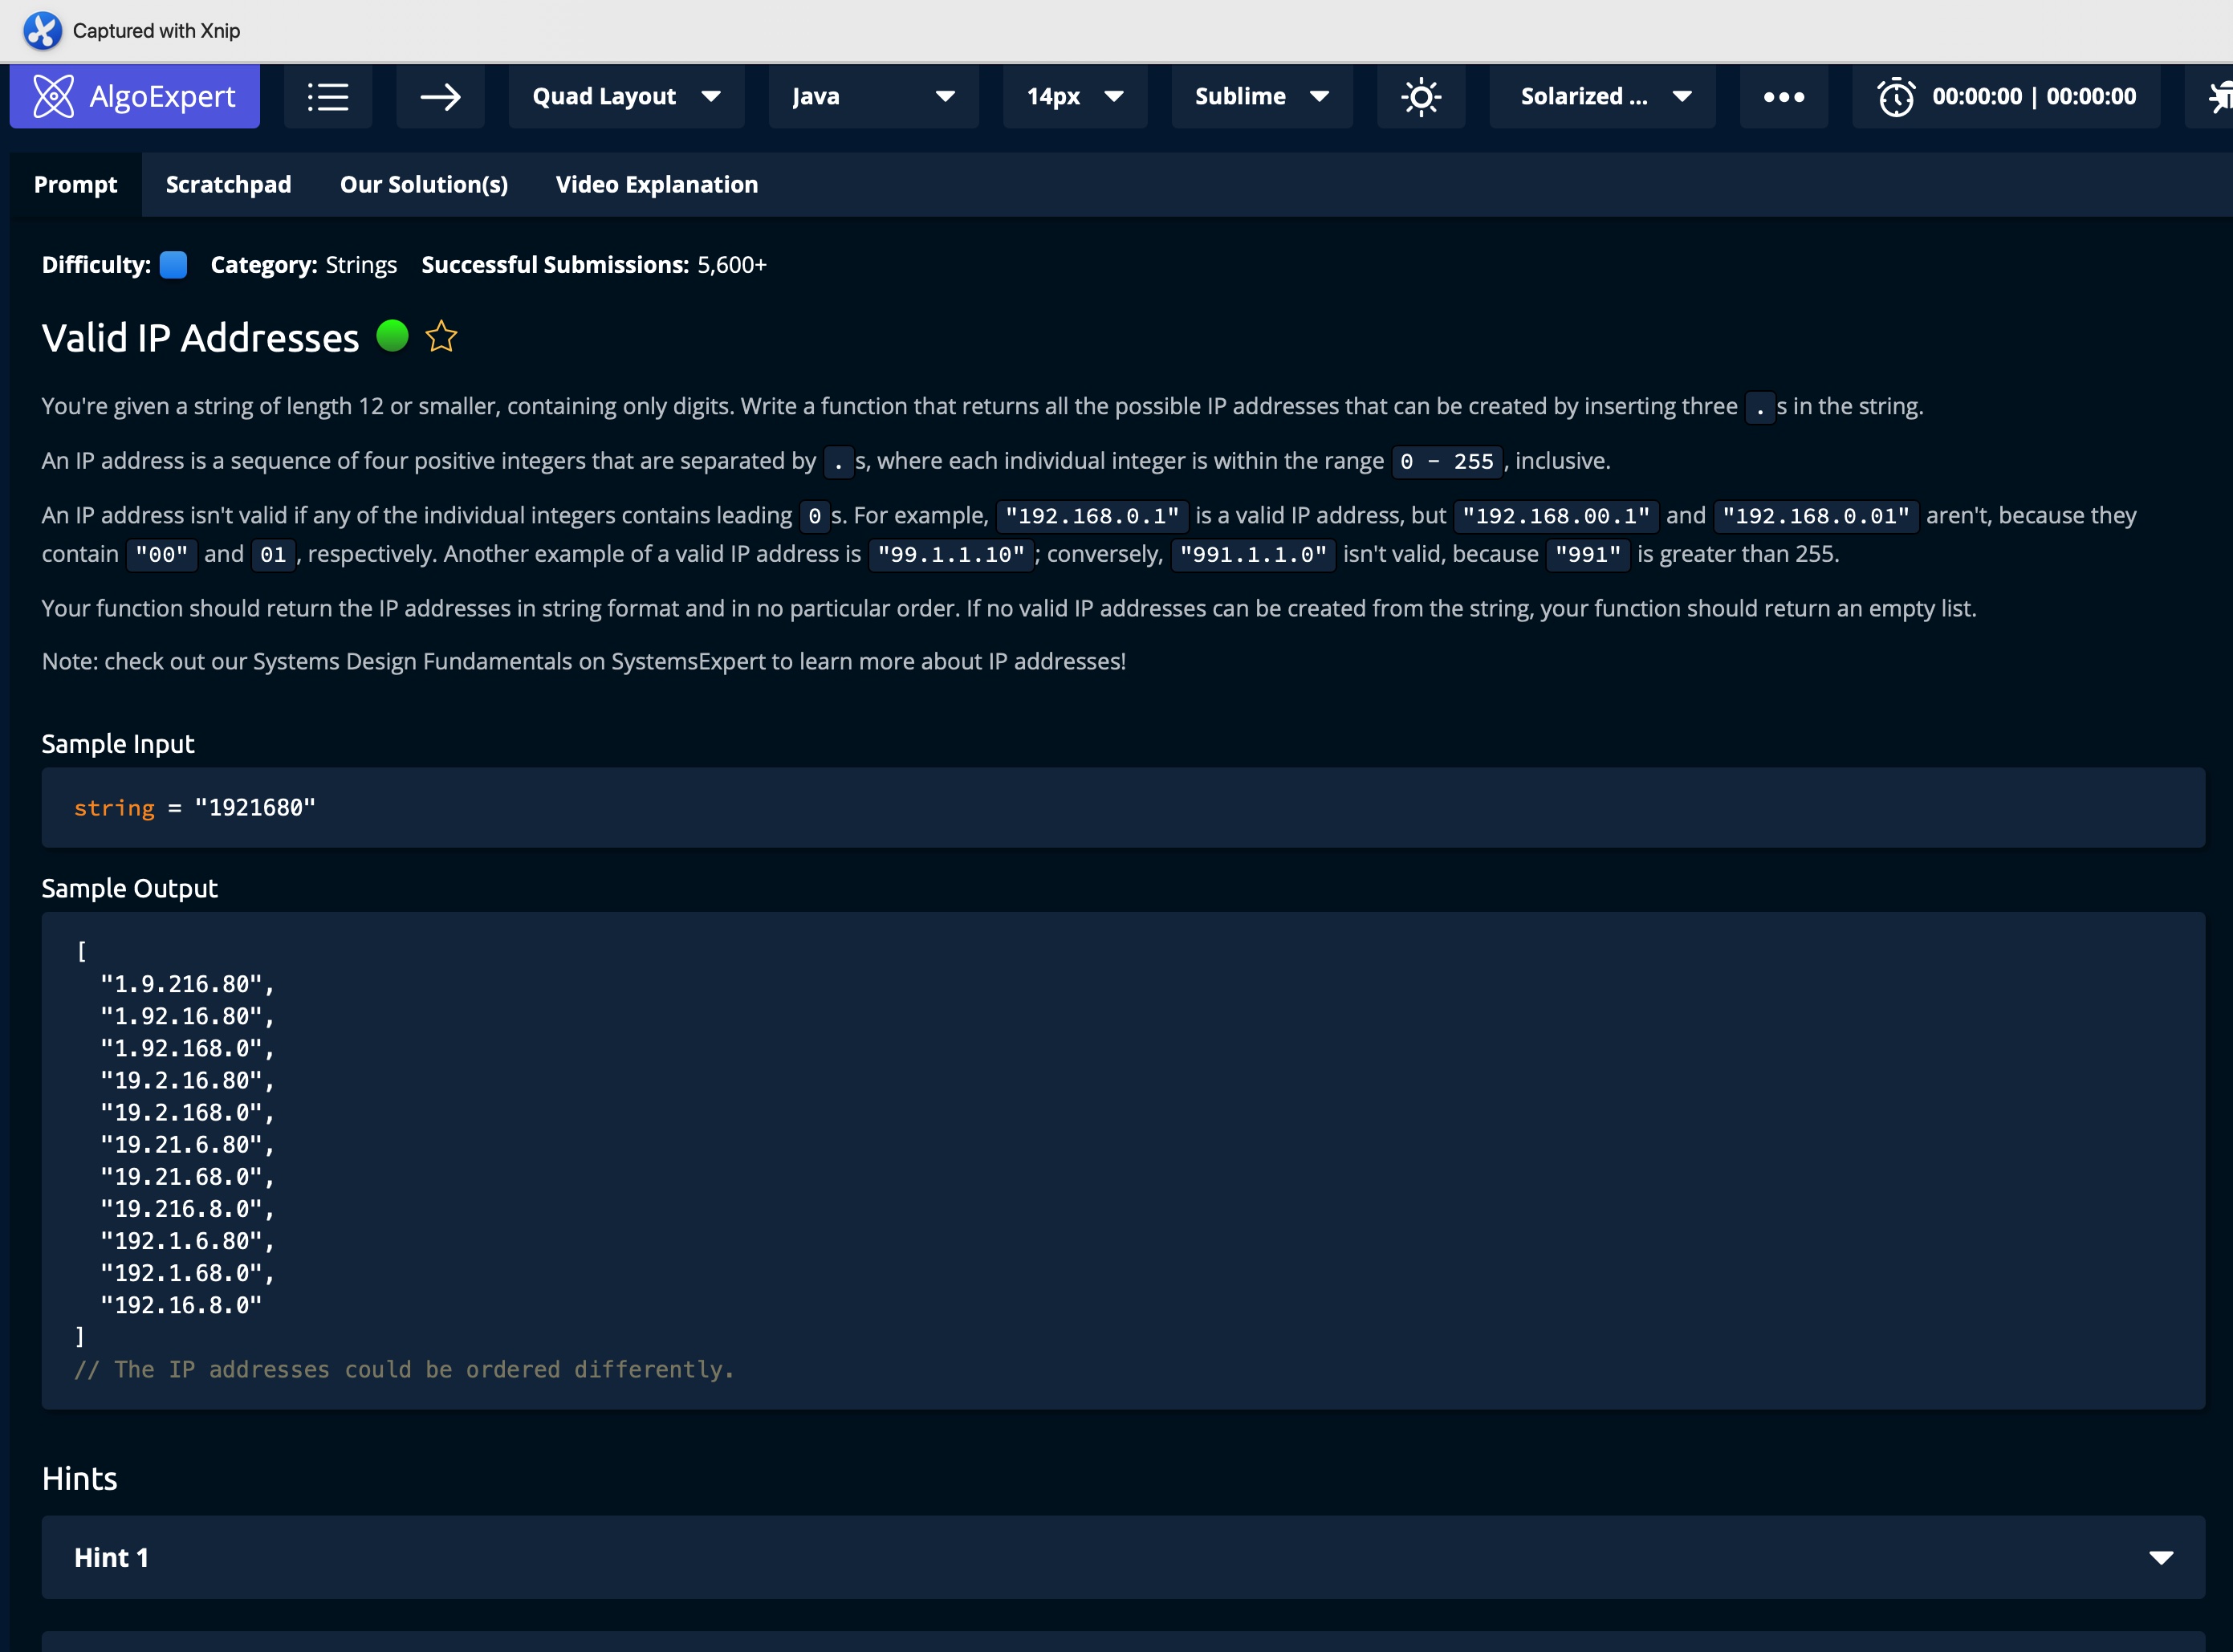 Captured with Xnip
AlgoExpert
Quad Layout
Java
14px
Sublime
Solarized ...
00:00:00 | 00:00:00
Prompt
Scratchpad
Our Solution(s)
Video Explanation
Difficulty: Category: Strings Successful Submissions: 5,600+
Valid IP Addresses
You're given a string of length 12 or smaller, containing only digits. Write a function that returns all the possible IP addresses that can be created by inserting three . s in the string.
An IP address is a sequence of four positive integers that are separated by . s, where each individual integer is within the range 0 - 255 , inclusive.
An IP address isn't valid if any of the individual integers contains leading 0 s. For example, "192.168.0.1" is a valid IP address, but "192.168.00.1" and "192.168.0.01" aren't, because they
contain "00" and 01 , respectively. Another example of a valid IP address is "99.1.1.10" ; conversely, "991.1.1.0" isn't valid, because "991" is greater than 255.
Your function should return the IP addresses in string format and in no particular order. If no valid IP addresses can be created from the string, your function should return an empty list.
Note: check out our Systems Design Fundamentals on SystemsExpert to learn more about IP addresses!
Sample Input
string = "1921680"
Sample Output
[
"1.9.216.80",
"1.92.16.80",
"1.92.168.0",
"19.2.16.80",
"19.2.168.0",
"19.21.6.80",
"19.21.68.0",
"19.216.8.0",
"192.1.6.80",
"192.1.68.0",
"192.16.8.0"
]
// The IP addresses could be ordered differently.
Hints
Hint 1